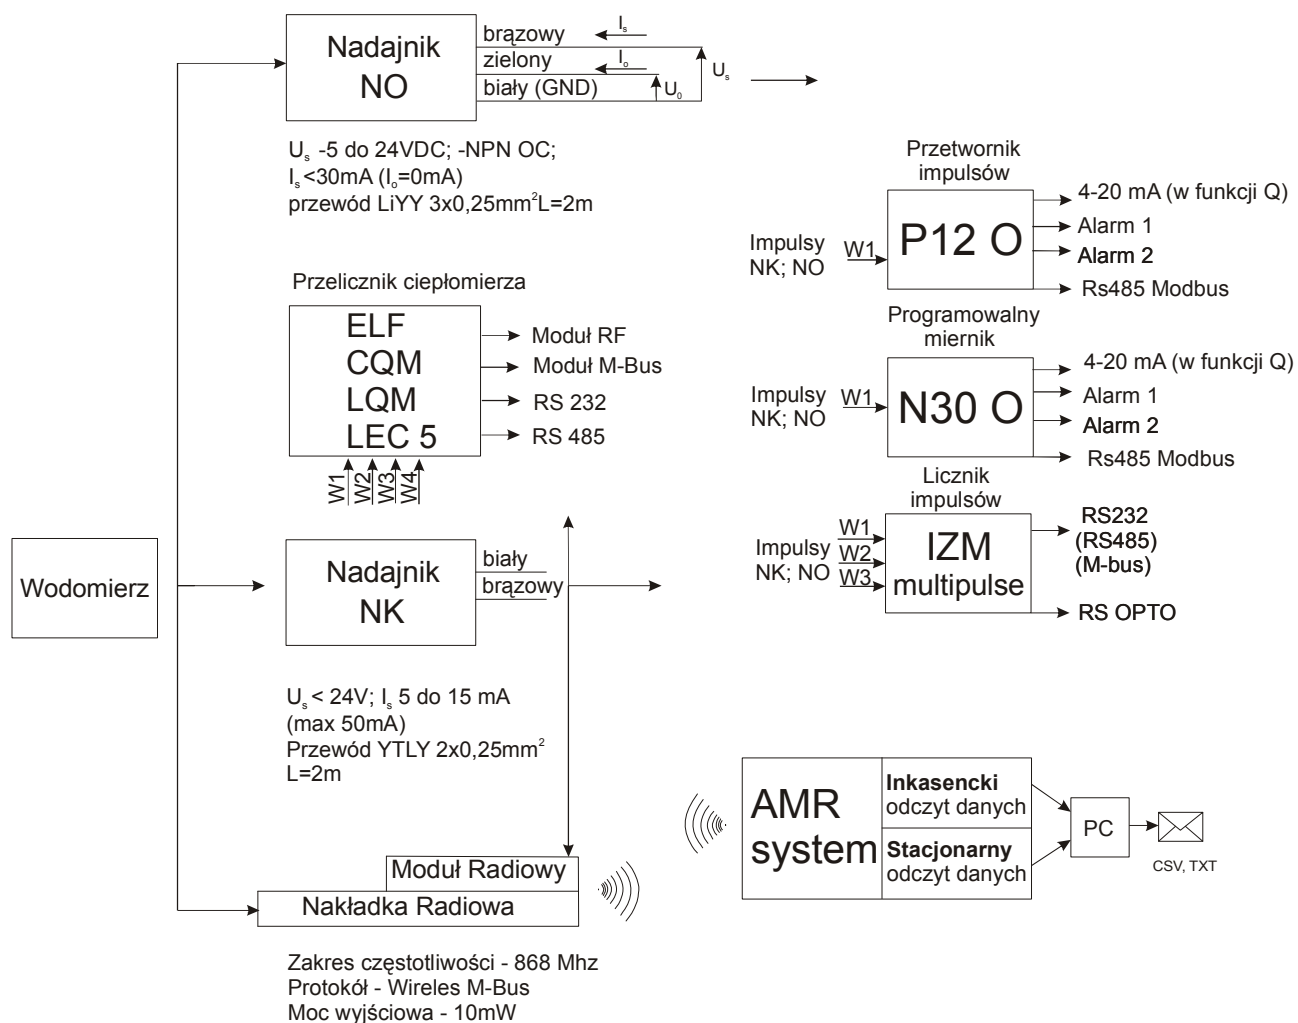 Nadajnik
NO
brązowy
zielony
biały (GND)
Is
Io
U0
Us
Us -5 do 24VDC; -NPN OC;
Is<30mA (Io=0mA)
przewód LiYY 3x0,25mm²L=2m
Przelicznik ciepłomierza
ELF
CQM
LQM
LEC 5
Moduł RF
Moduł M-Bus
RS 232
RS 485
W1
W2
W3
W4
Wodomierz
Nadajnik
NK
biały
brązowy
Us < 24V; Is 5 do 15 mA
(max 50mA)
Przewód YTLY 2x0,25mm²
L=2m
Moduł Radiowy
Nakładka Radiowa
Zakres częstotliwości - 868 Mhz
Protokół - Wireles M-Bus
Moc wyjściowa - 10mW
Przetwornik
impulsów
Impulsy
NK; NO
W1
P12 O
4-20 mA (w funkcji Q)
Alarm 1
Alarm 2
Rs485 Modbus
Programowalny
miernik
Impulsy
NK; NO
W1
N30 O
4-20 mA (w funkcji Q)
Alarm 1
Alarm 2
Rs485 Modbus
Licznik
impulsów
Impulsy
NK; NO
W1
W2
W3
IZM
multipulse
RS232
(RS485)
(M-bus)
RS OPTO
AMR
system
Inkasencki
odczyt danych
Stacjonarny
odczyt danych
PC
CSV, TXT